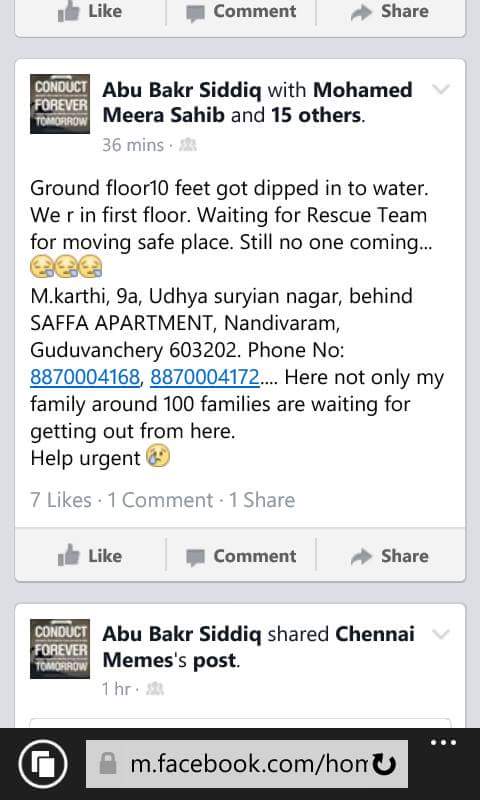 Like Comment Share
CONDUCT
FOREVER
TOMORROW
Abu Bakr Siddiq with Mohamed
Meera Sahib and 15 others.
36 mins ·
Ground floor10 feet got dipped in to water.
We r in first floor. Waiting for Rescue Team
for moving safe place. Still no one coming...
M.karthi, 9a, Udhya suryian nagar, behind
SAFFA APARTMENT, Nandivaram,
Guduvanchery 603202. Phone No:
8870004168, 8870004172.... Here not only my
family around 100 families are waiting for
getting out from here.
Help urgent
7 Likes · 1 Comment · 1 Share
Like Comment Share
CONDUCT
FOREVER
TOMORROW
Abu Bakr Siddiq shared Chennai
Memes's post.
1 hr ·
m.facebook.com/hom